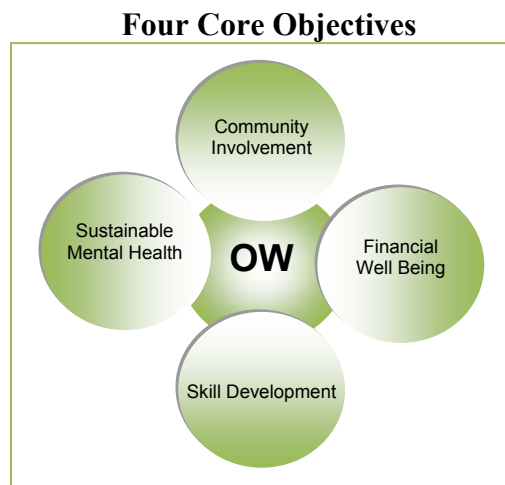 Four Core Objectives
Community
Involvement
Sustainable
Mental Health
OW
Financial
Well Being
Skill Development